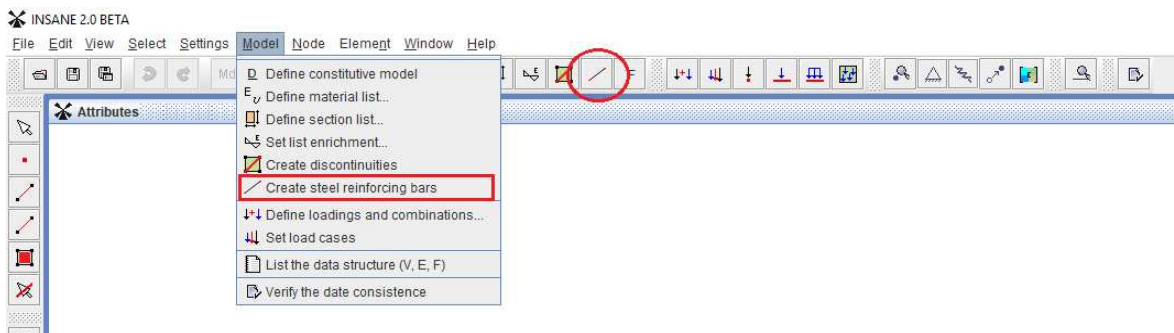 INSANE 2.0 BETA
File Edit View Select Settings Model Node Element Window Help
Md
F
Attributes
D Define constitutive model
E υ Define material list...
Define section list...
E Set list enrichment...
Create discontinuities
Create steel reinforcing bars
Define loadings and combinations...
Set load cases
List the data structure (V, E, F)
Verify the date consistence